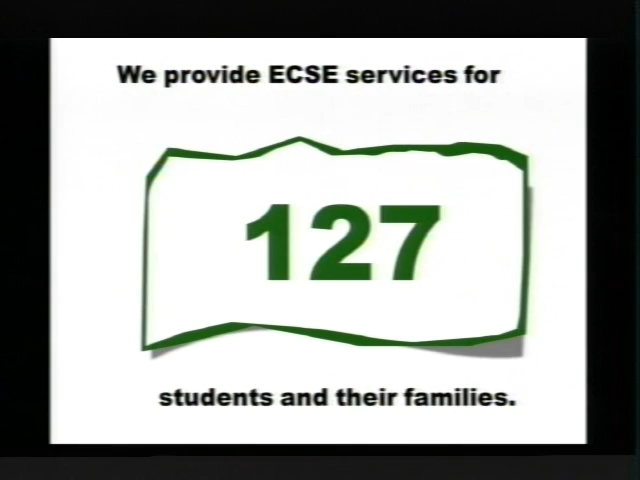 We provide ECSE services for
127
students and their families.